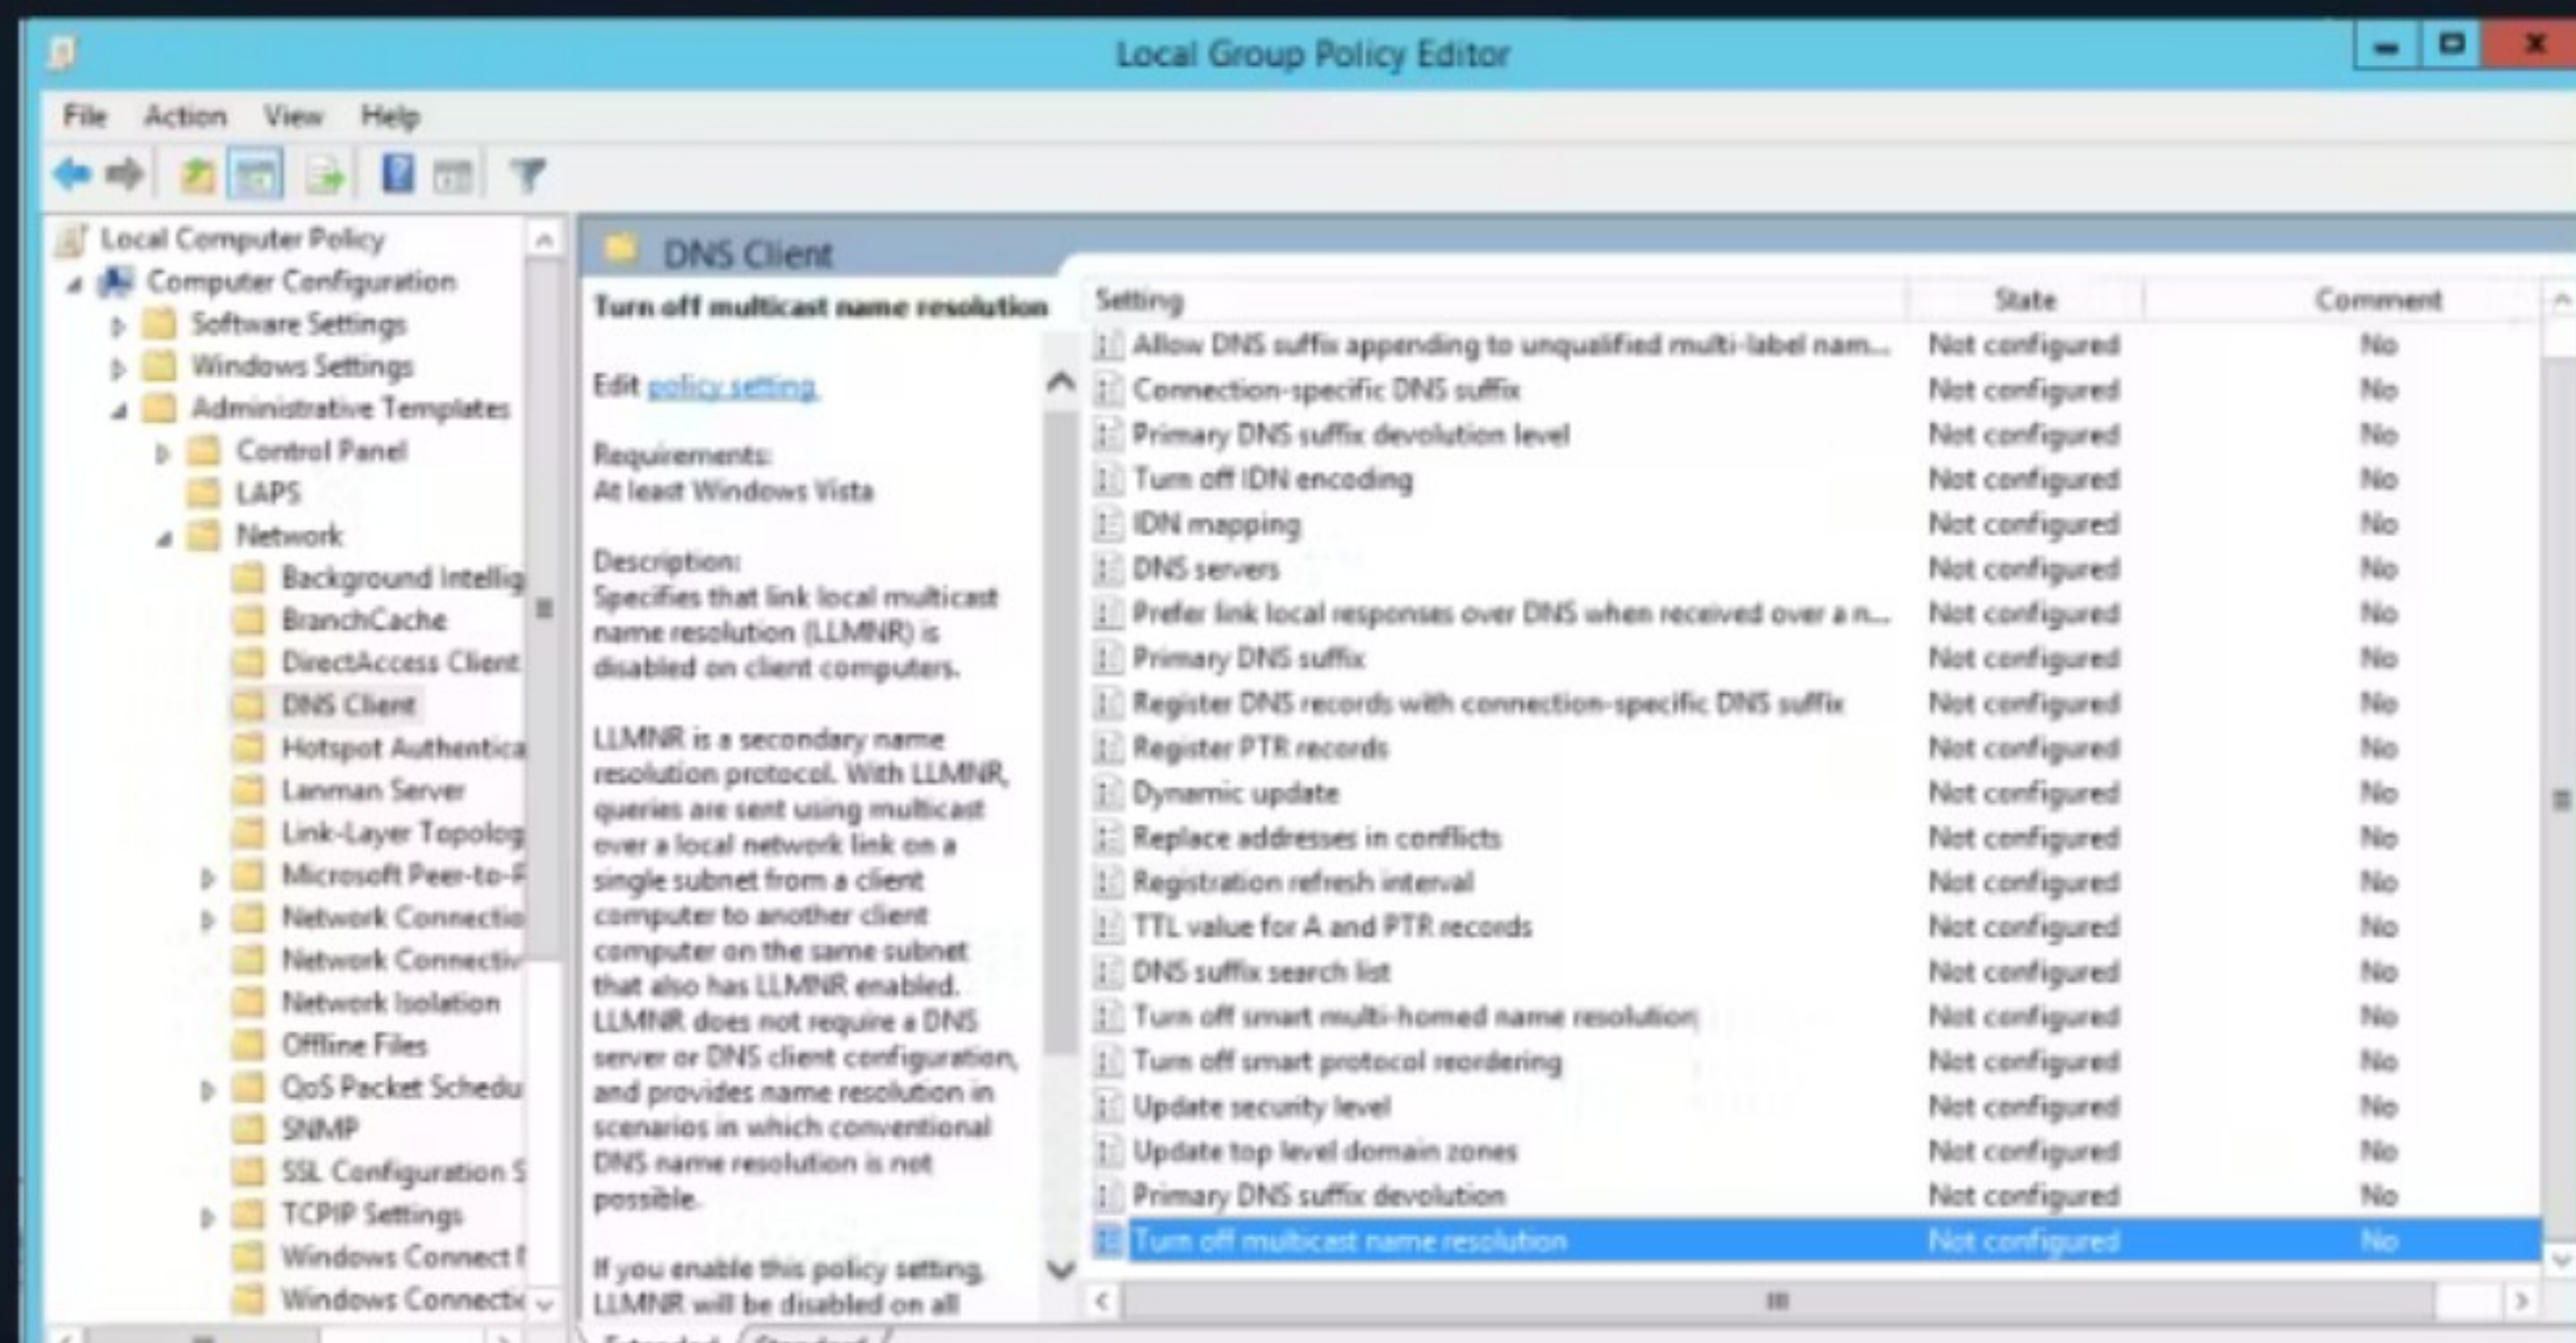 Local Group Policy Editor
File Action View Help
Local Computer Policy
Computer Configuration
Software Settings
Windows Settings
Administrative Templates
Control Panel
LAPS
Network
Background Intellig
BranchCache
DirectAccess Client
DNS Client
Hotspot Authentica
Lanman Server
Link-Layer Topolog
Microsoft Peer-to-P
Network Connectio
Network Connectiv
Network Isolation
Offline Files
QoS Packet Schedu
SNMP
SSL Configuration S
TCPIP Settings
Windows Connect
Windows Connecti
DNS Client
Turn off multicast name resolution
Edit policy setting
Requirements:
At least Windows Vista
Description:
Specifies that link local multicast
name resolution (LLMNR) is
disabled on client computers.
LLMNR is a secondary name
resolution protocol. With LLMNR,
queries are sent using multicast
over a local network link on a
single subnet from a client
computer to another client
computer on the same subnet
that also has LLMNR enabled.
LLMNR does not require a DNS
server or DNS client configuration,
and provides name resolution in
scenarios in which conventional
DNS name resolution is not
possible.
If you enable this policy setting,
LLMNR will be disabled on all
Extended Standard
Setting State Comment
Allow DNS suffix appending to unqualified multi-label nam... Not configured No
Connection-specific DNS suffix Not configured No
Primary DNS suffix devolution level Not configured No
Turn off IDN encoding Not configured No
IDN mapping Not configured No
DNS servers Not configured No
Prefer link local responses over DNS when received over a n... Not configured No
Primary DNS suffix Not configured No
Register DNS records with connection-specific DNS suffix Not configured No
Register PTR records Not configured No
Dynamic update Not configured No
Replace addresses in conflicts Not configured No
Registration refresh interval Not configured No
TTL value for A and PTR records Not configured No
DNS suffix search list Not configured No
Turn off smart multi-homed name resolution Not configured No
Turn off smart protocol reordering Not configured No
Update security level Not configured No
Update top level domain zones Not configured No
Primary DNS suffix devolution Not configured No
Turn off multicast name resolution Not configured No